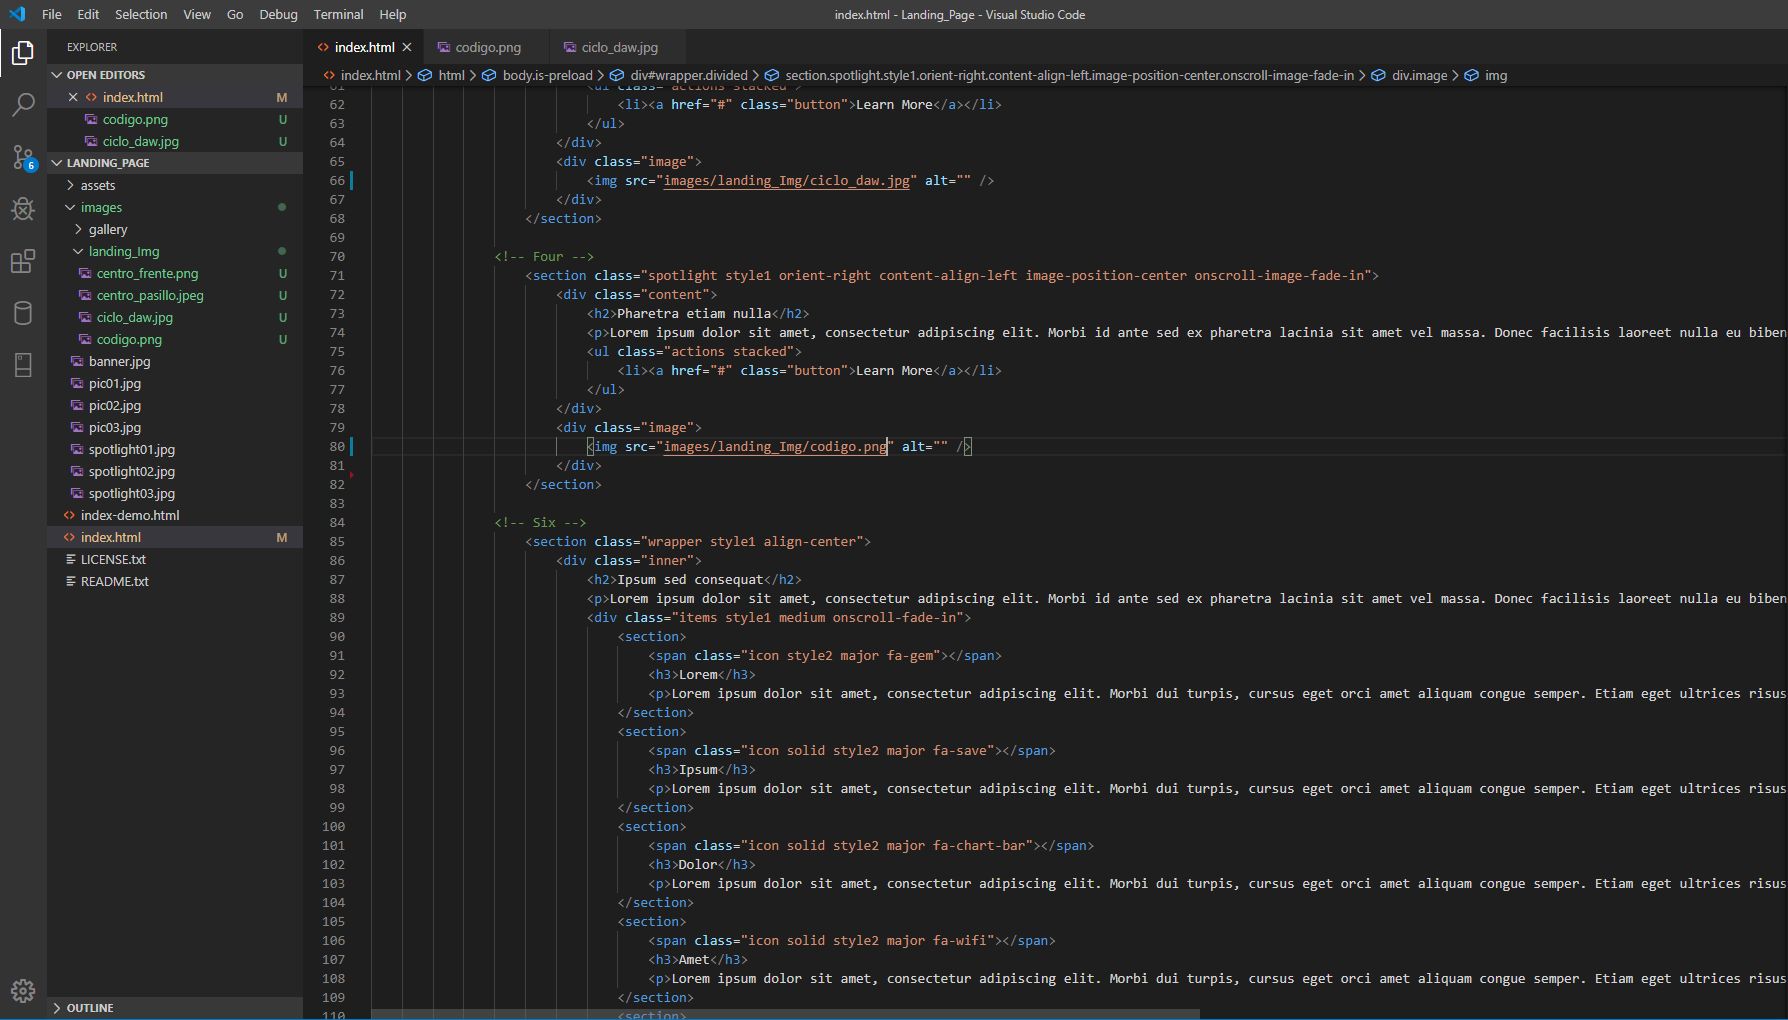 File Edit Selection View Go Debug Terminal Help
index.html - Landing_Page - Visual Studio Code
EXPLORER
OPEN EDITORS
index.html M
codigo.png U
ciclo_daw.jpg U
LANDING_PAGE
assets
images
gallery
landing_Img
centro_frente.png U
centro_pasillo.jpeg U
ciclo_daw.jpg U
codigo.png U
banner.jpg
pic01.jpg
pic02.jpg
pic03.jpg
spotlight01.jpg
spotlight02.jpg
spotlight03.jpg
index-demo.html
index.html M
LICENSE.txt
README.txt
OUTLINE
6
index.html codigo.png ciclo_daw.jpg
index.html > html > body.is-preload > div#wrapper.divided > section.spotlight.style1.orient-right.content-align-left.image-position-center.onscroll-image-fade-in > div.image > img
61 <ul class="actions stacked">
62 <li><a href="#" class="button">Learn More</a></li>
63 </ul>
64 </div>
65 <div class="image">
66 <img src="images/landing_Img/ciclo_daw.jpg" alt="" />
67 </div>
68 </section>
69
70 <!-- Four -->
71 <section class="spotlight style1 orient-right content-align-left image-position-center onscroll-image-fade-in">
72 <div class="content">
73 <h2>Pharetra etiam nulla</h2>
74 <p>Lorem ipsum dolor sit amet, consectetur adipiscing elit. Morbi id ante sed ex pharetra lacinia sit amet vel massa. Donec facilisis laoreet nulla eu biben
75 <ul class="actions stacked">
76 <li><a href="#" class="button">Learn More</a></li>
77 </ul>
78 </div>
79 <div class="image">
80 <img src="images/landing_Img/codigo.png" alt="" />
81 </div>
82 </section>
83
84 <!-- Six -->
85 <section class="wrapper style1 align-center">
86 <div class="inner">
87 <h2>Ipsum sed consequat</h2>
88 <p>Lorem ipsum dolor sit amet, consectetur adipiscing elit. Morbi id ante sed ex pharetra lacinia sit amet vel massa. Donec facilisis laoreet nulla eu biben
89 <div class="items style1 medium onscroll-fade-in">
90 <section>
91 <span class="icon style2 major fa-gem"></span>
92 <h3>Lorem</h3>
93 <p>Lorem ipsum dolor sit amet, consectetur adipiscing elit. Morbi dui turpis, cursus eget orci amet aliquam congue semper. Etiam eget ultrices risus
94 </section>
95 <section>
96 <span class="icon solid style2 major fa-save"></span>
97 <h3>Ipsum</h3>
98 <p>Lorem ipsum dolor sit amet, consectetur adipiscing elit. Morbi dui turpis, cursus eget orci amet aliquam congue semper. Etiam eget ultrices risus
99 </section>
100 <section>
101 <span class="icon solid style2 major fa-chart-bar"></span>
102 <h3>Dolor</h3>
103 <p>Lorem ipsum dolor sit amet, consectetur adipiscing elit. Morbi dui turpis, cursus eget orci amet aliquam congue semper. Etiam eget ultrices risus
104 </section>
105 <section>
106 <span class="icon solid style2 major fa-wifi"></span>
107 <h3>Amet</h3>
108 <p>Lorem ipsum dolor sit amet, consectetur adipiscing elit. Morbi dui turpis, cursus eget orci amet aliquam congue semper. Etiam eget ultrices risus
109 </section>
110 <section>